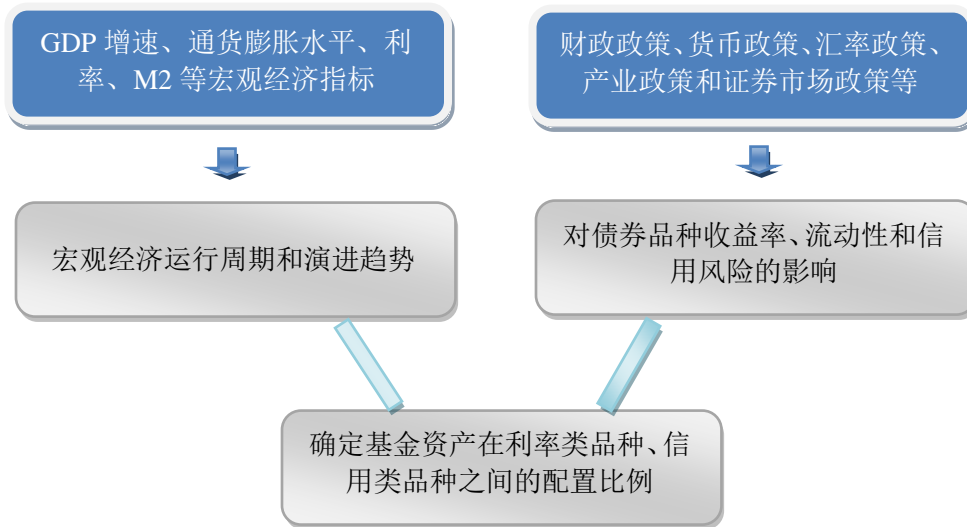 GDP 增速、通货膨胀水平、利
率、M2 等宏观经济指标
财政政策、货币政策、汇率政策、
产业政策和证券市场政策等
宏观经济运行周期和演进趋势
对债券品种收益率、流动性和信
用风险的影响
确定基金资产在利率类品种、信
用类品种之间的配置比例